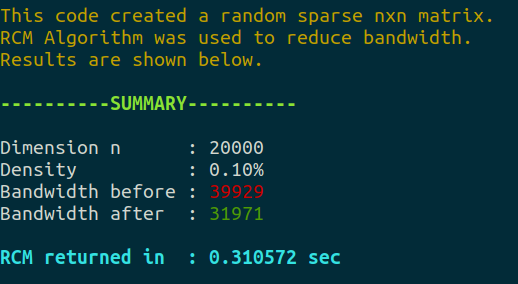 This code created a random sparse nxn matrix.
RCM Algorithm was used to reduce bandwidth.
Results are shown below.
----------SUMMARY----------
Dimension n      : 20000
Density          : 0.10%
Bandwidth before : 39929
Bandwidth after  : 31971
RCM returned in  : 0.310572 sec